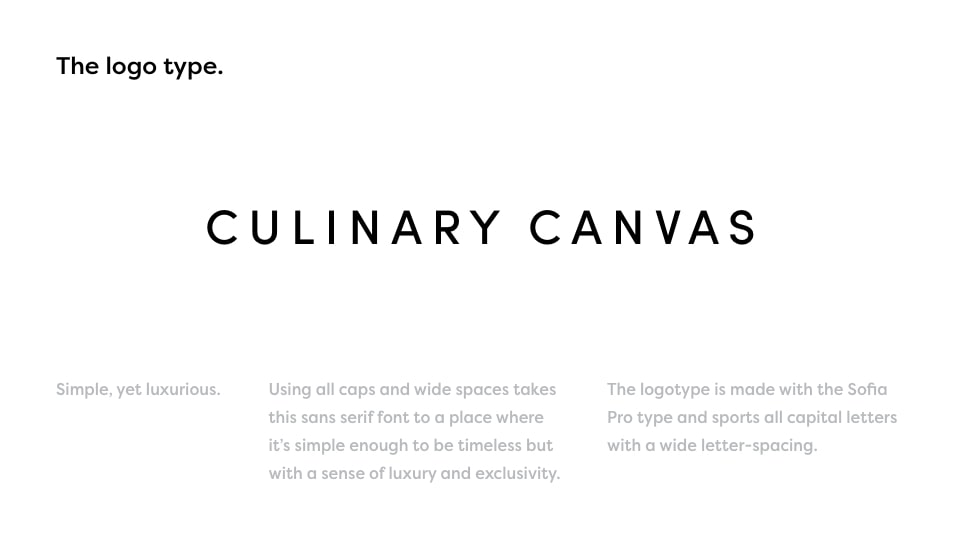 The logo type.
CULINARY CANVAS
Simple, yet luxurious.
Using all caps and wide spaces takes
this sans serif font to a place where
it's simple enough to be timeless but
with a sense of luxury and exclusivity.
The logotype is made with the Sofia
Pro type and sports all capital letters
with a wide letter-spacing.